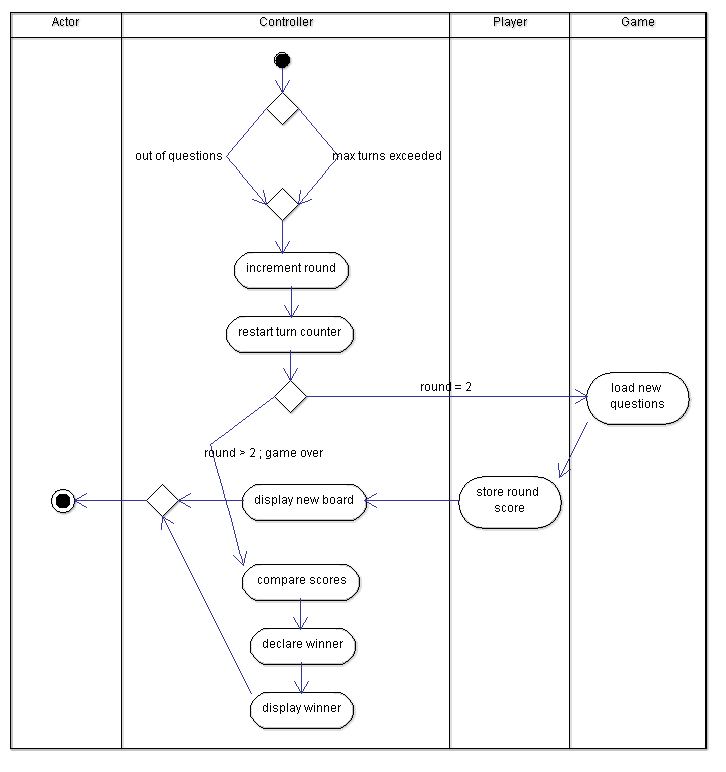 Actor
Controller
Player
Game
out of questions
max turns exceeded
increment round
restart turn counter
round = 2
load new
questions
round > 2 ; game over
display new board
store round
score
compare scores
declare winner
display winner